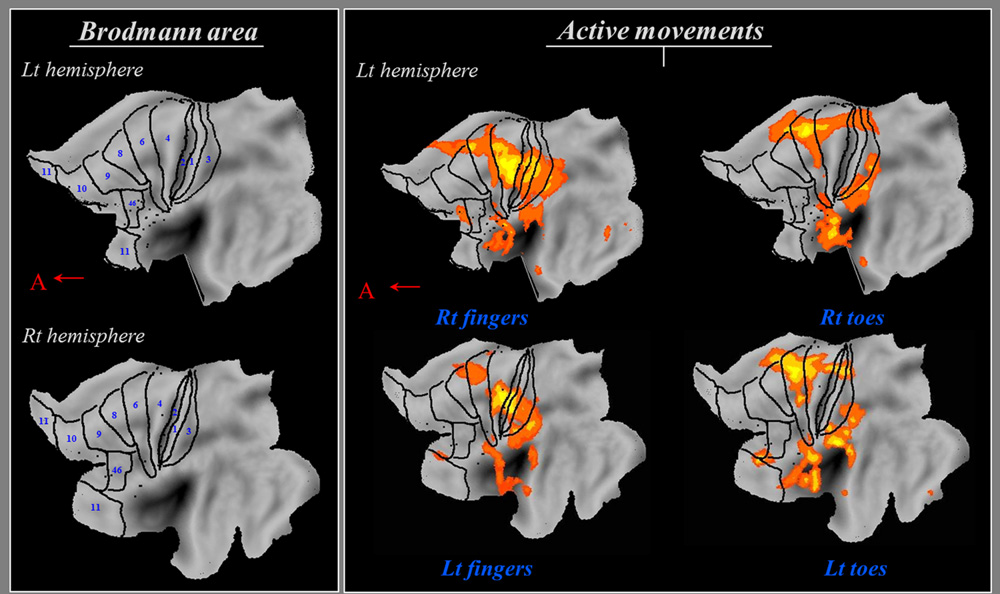 Brodmann area
Lt hemisphere
6
4
8
2
1
3
11
9
10
46
11
A
Rt hemisphere
6
4
8
2
11
1
3
10
9
46
11
Active movements
Lt hemisphere
A
Rt fingers
Rt toes
Lt fingers
Lt toes